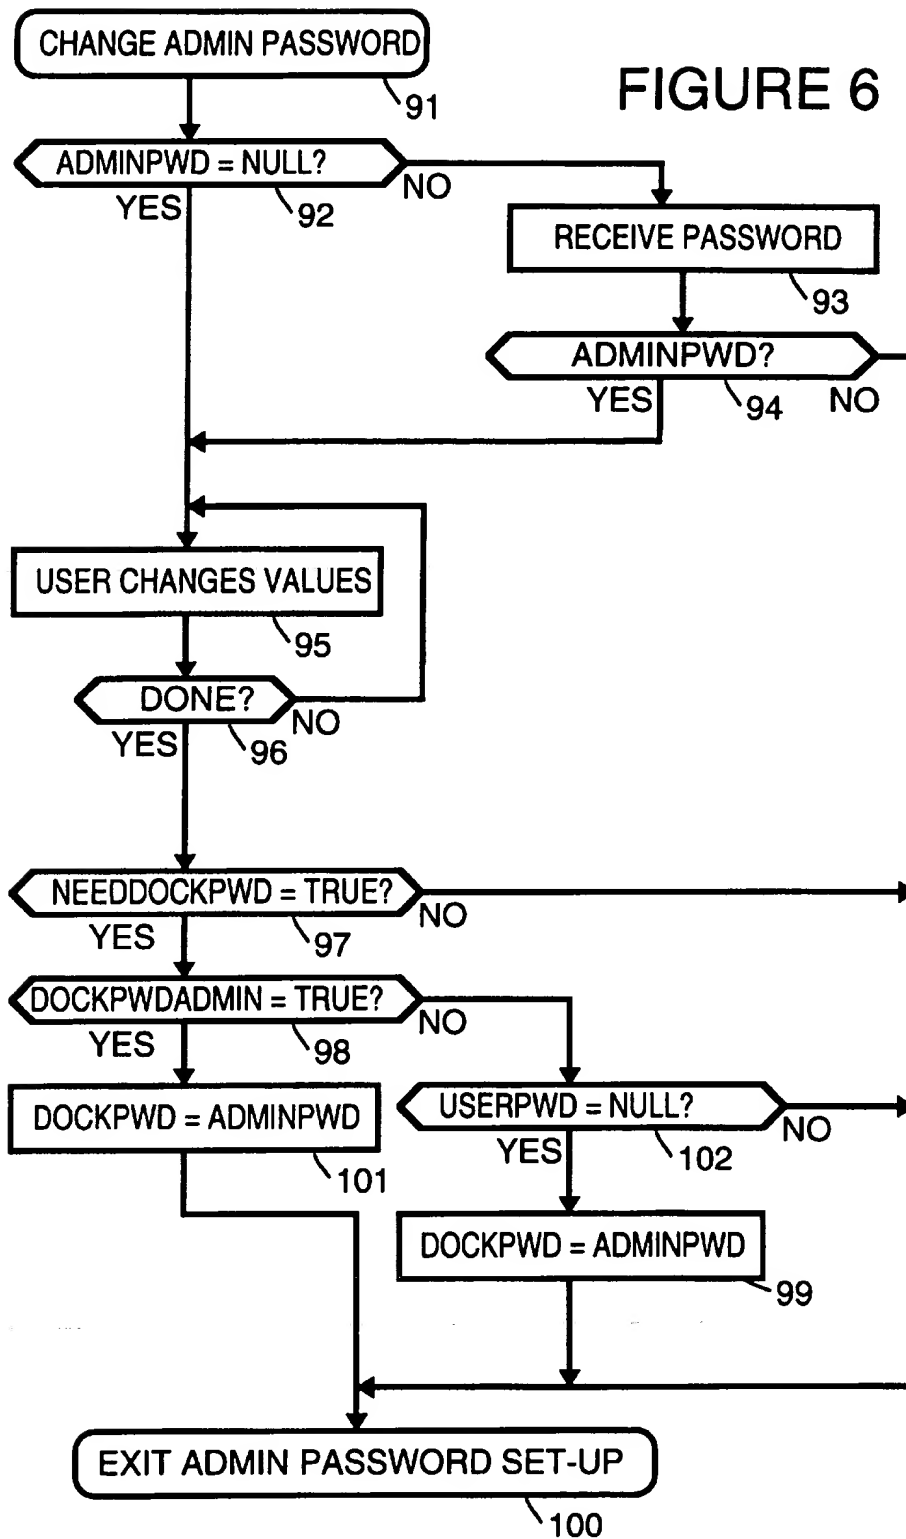 CHANGE ADMIN PASSWORD
91
FIGURE 6
ADMINPWD = NULL?
NO
YES
92
RECEIVE PASSWORD
93
ADMINPWD?
YES
94
NO
USER CHANGES VALUES
95
DONE?
NO
YES
96
NEEDDOCKPWD = TRUE?
NO
YES
97
DOCKPWDADMIN = TRUE?
NO
YES
98
DOCKPWD = ADMINPWD
101
USERPWD = NULL?
NO
YES
102
DOCKPWD = ADMINPWD
99
EXIT ADMIN PASSWORD SET-UP
100